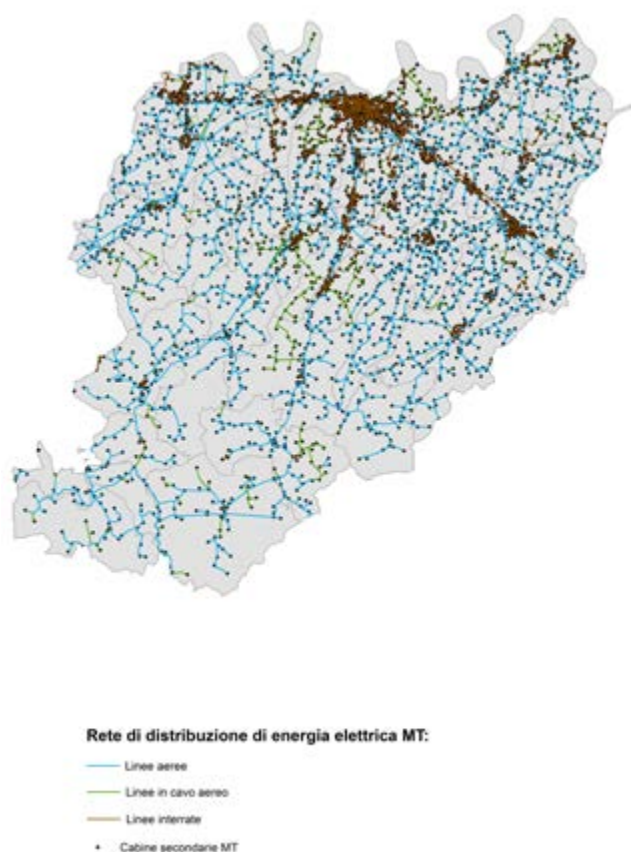 Rete di distribuzione di energia elettrica MT:
Linee aeree
Linee in cavo aereo
Linee interrate
Cabine secondarie MT